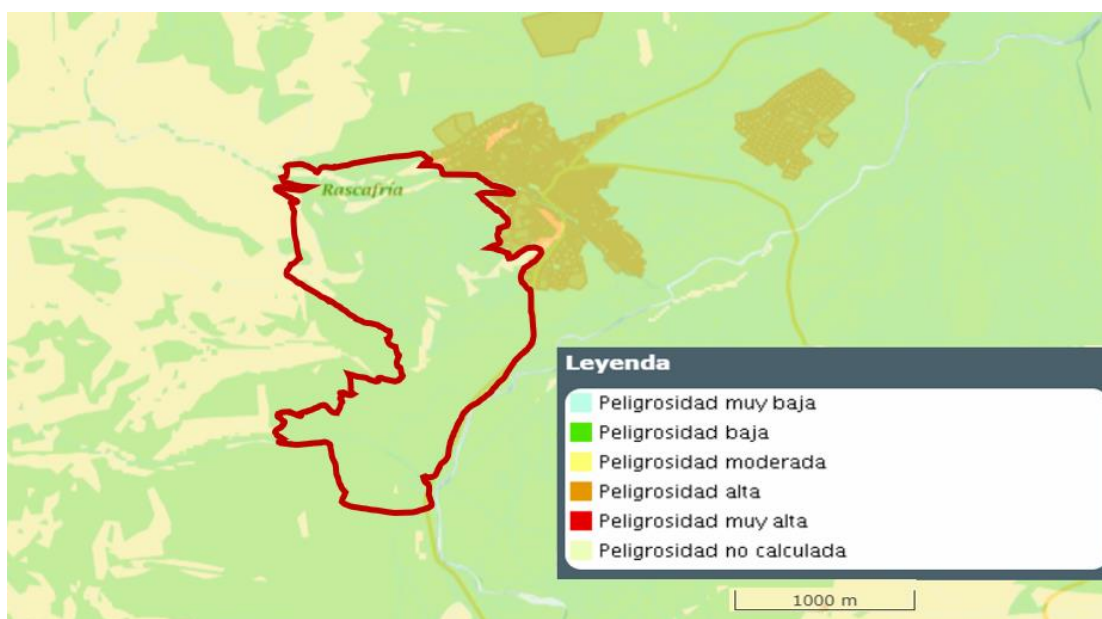 Rascafría
Leyenda
Peligrosidad muy baja
Peligrosidad baja
Peligrosidad moderada
Peligrosidad alta
Peligrosidad muy alta
Peligrosidad no calculada
1000 m